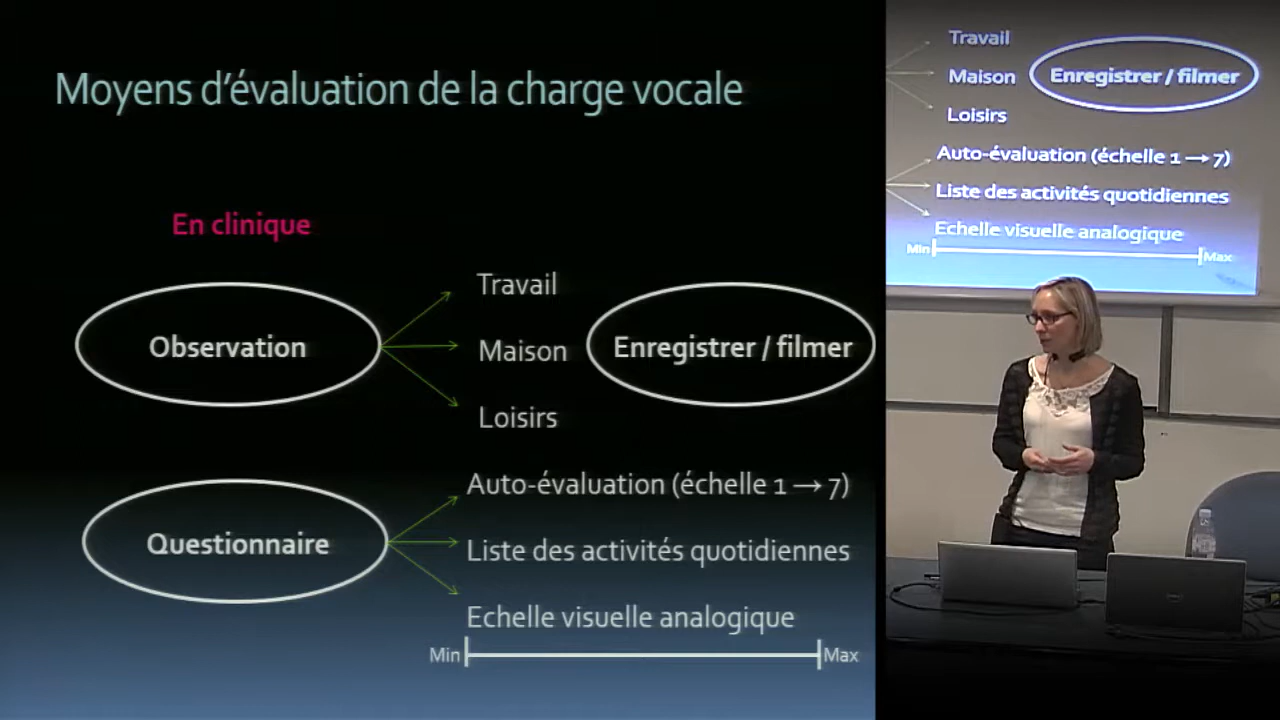 Moyens d'évaluation de la charge vocale
En clinique
Observation
Travail
Maison
Loisirs
Enregistrer / filmer
Questionnaire
Auto-évaluation (échelle 1 → 7)
Liste des activités quotidiennes
Echelle visuelle analogique
Min
Max
Travail
Maison
Loisirs
Enregistrer / filmer
Auto-évaluation (échelle 1 → 7)
Liste des activités quotidiennes
Echelle visuelle analogique
Min
Max